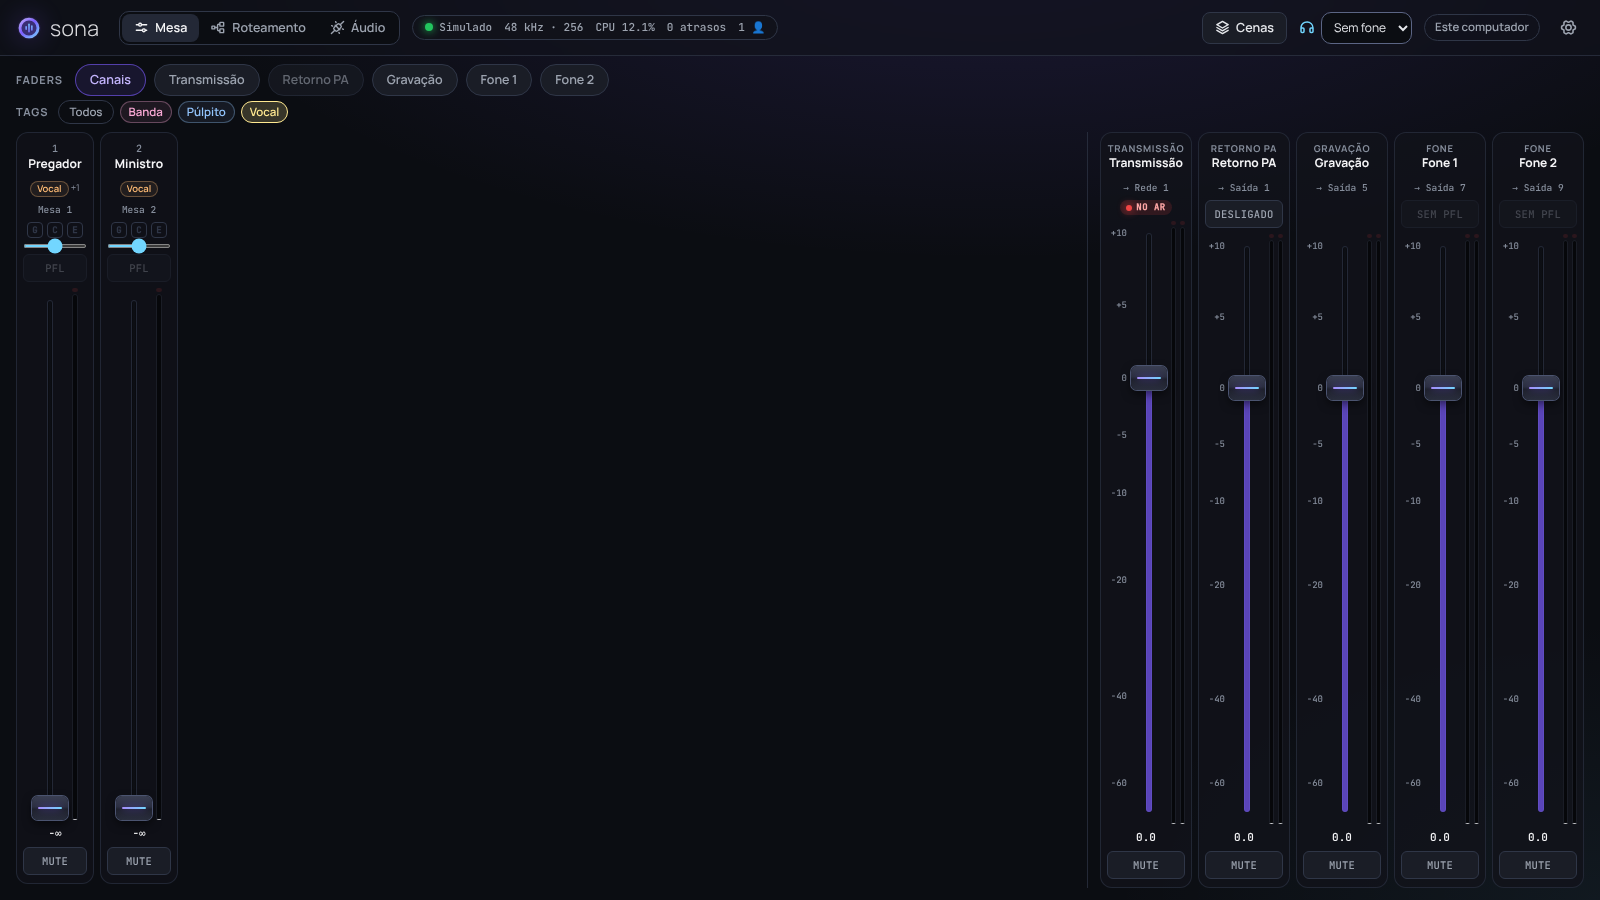 sona Mesa Roteamento Áudio Simulado 48 kHz · 256 CPU 12.1% 0 atrasos 1 Cenas Sem fone Este computador
FADERS Canais Transmissão Retorno PA Gravação Fone 1 Fone 2
TAGS Todos Banda Púlpito Vocal
1
Pregador
Vocal +1
Mesa 1
G C E
PFL
-∞
MUTE
2
Ministro
Vocal
Mesa 2
G C E
PFL
-∞
MUTE
TRANSMISSÃO
Transmissão
→ Rede 1
NO AR
+10
+5
0
-5
-10
-20
-40
-60
0.0
MUTE
RETORNO PA
Retorno PA
→ Saída 1
DESLIGADO
+10
+5
0
-5
-10
-20
-40
-60
0.0
MUTE
GRAVAÇÃO
Gravação
→ Saída 5
+10
+5
0
-5
-10
-20
-40
-60
0.0
MUTE
FONE
Fone 1
→ Saída 7
SEM PFL
+10
+5
0
-5
-10
-20
-40
-60
0.0
MUTE
FONE
Fone 2
→ Saída 9
SEM PFL
+10
+5
0
-5
-10
-20
-40
-60
0.0
MUTE